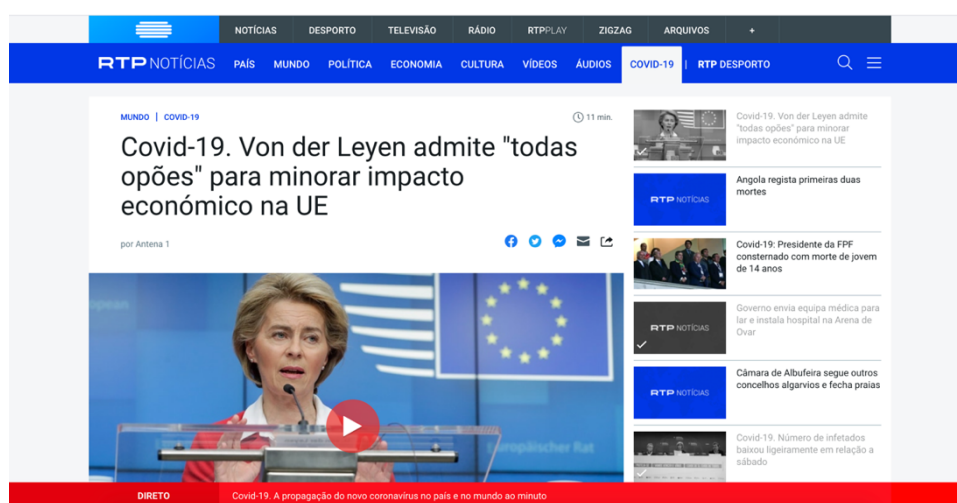 NOTÍCIAS DESPORTO TELEVISÃO RÁDIO RTPPLAY ZIGZAG ARQUIVOS +
RTP NOTÍCIAS PAÍS MUNDO POLÍTICA ECONOMIA CULTURA VÍDEOS ÁUDIOS COVID-19 | RTP DESPORTO
MUNDO | COVID-19
11 min.
Covid-19. Von der Leyen admite "todas
opões" para minorar impacto
económico na UE
por Antena 1
opean
Europäischer Rat
Covid-19. Von der Leyen admite
"todas opões" para minorar
impacto económico na UE
RTP NOTÍCIAS
Angola regista primeiras duas
mortes
Covid-19: Presidente da FPF
consternado com morte de jovem
de 14 anos
RTP NOTÍCIAS
Governo envia equipa médica para
lar e instala hospital na Arena de
Ovar
RTP NOTÍCIAS
Câmara de Albufeira segue outros
concelhos algarvios e fecha praias
Covid-19. Número de infetados
baixou ligeiramente em relação a
sábado
DIRETO Covid-19. A propagação do novo coronavírus no país e no mundo ao minuto